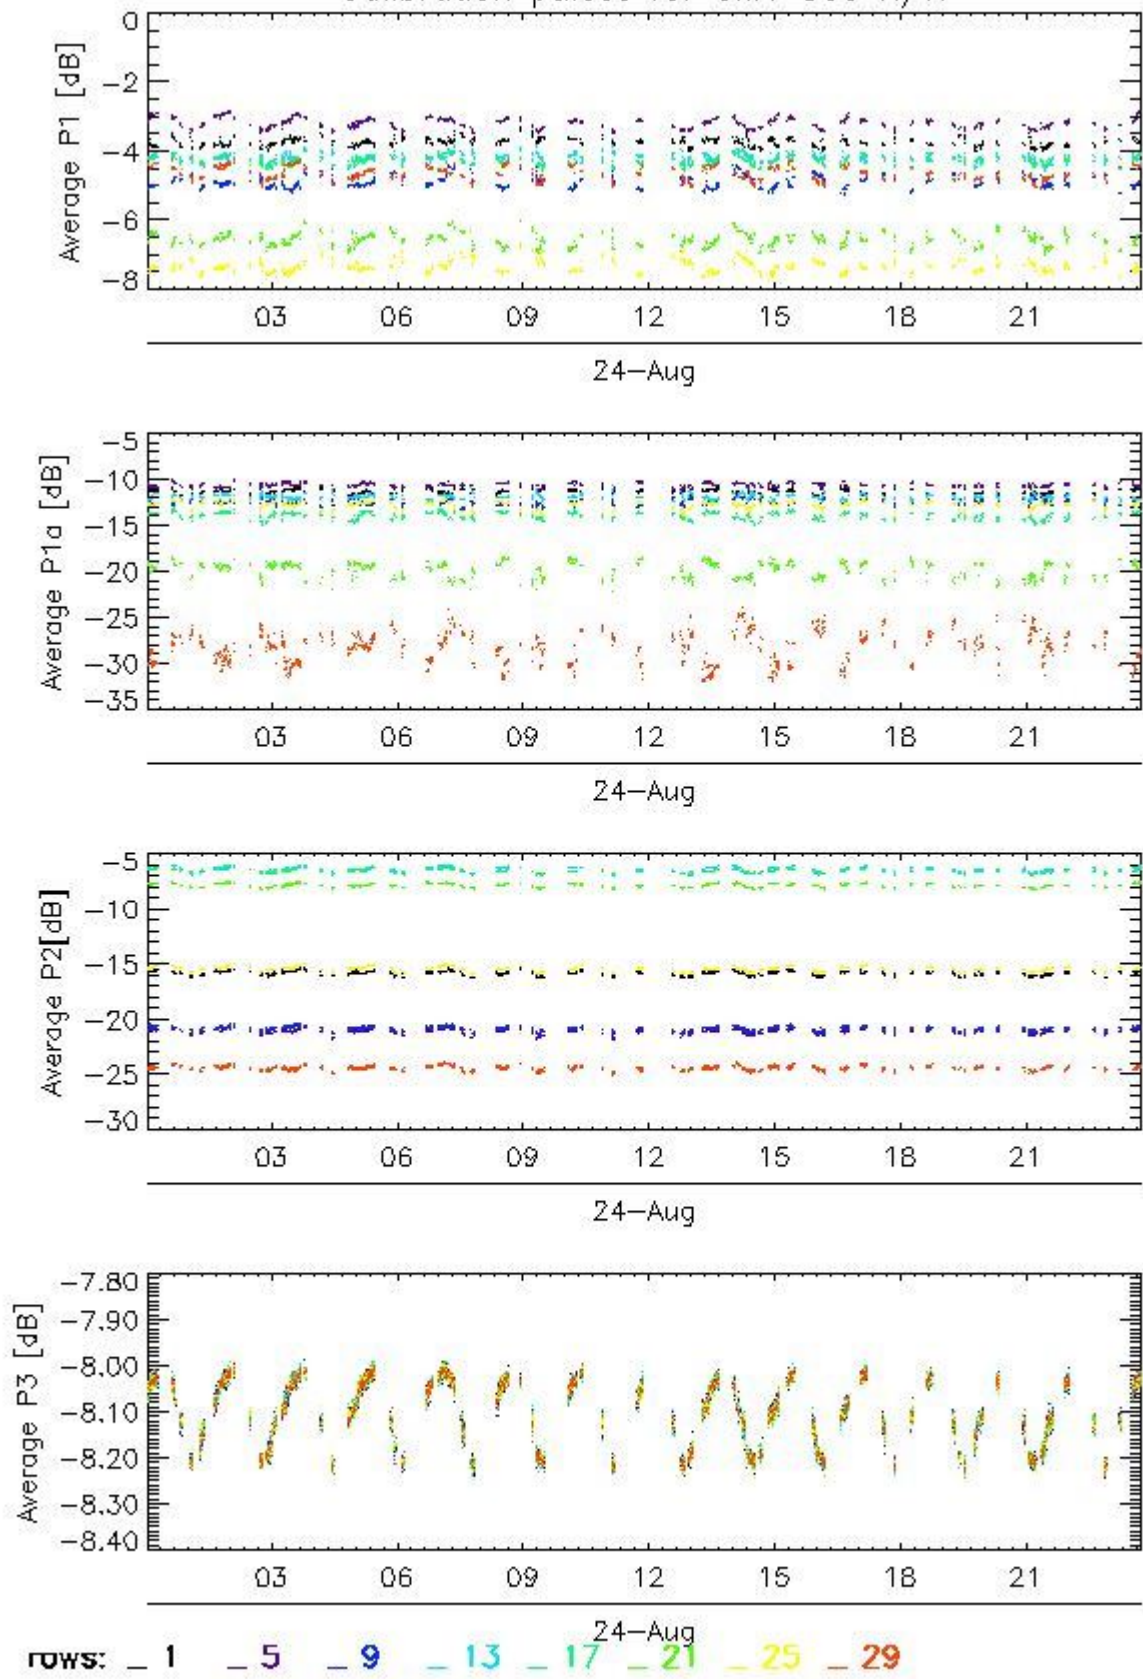 0
-2
-4
-6
-8
Average P1 [dB]
03 06 09 12 15 18 21
24-Aug
-5
-10
-15
-20
-25
-30
-35
Average P1a [dB]
03 06 09 12 15 18 21
24-Aug
-5
-10
-15
-20
-25
-30
Average P2[dB]
03 06 09 12 15 18 21
24-Aug
-7.80
-7.90
-8.00
-8.10
-8.20
-8.30
-8.40
Average P3 [dB]
03 06 09 12 15 18 21
24-Aug
rows: _ 1 _ 5 _ 9 _ 13 _ 17 _ 21 _ 25 _ 29